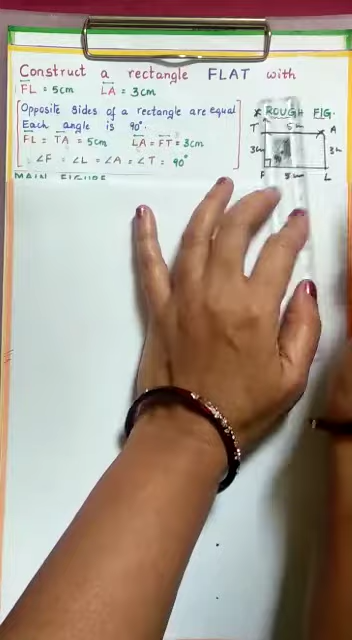 Construct a rectangle FLAT with
FL = 5cm LA = 3cm
Opposite sides of a rectangle are equal
Each angle is 90°.
FL = TA = 5cm LA = FT = 3cm
∠F = ∠L = ∠A = ∠T = 90°
* ROUGH FIG.
T 5cm A
3cm 3
F 5cm L
MAIN FIGURE